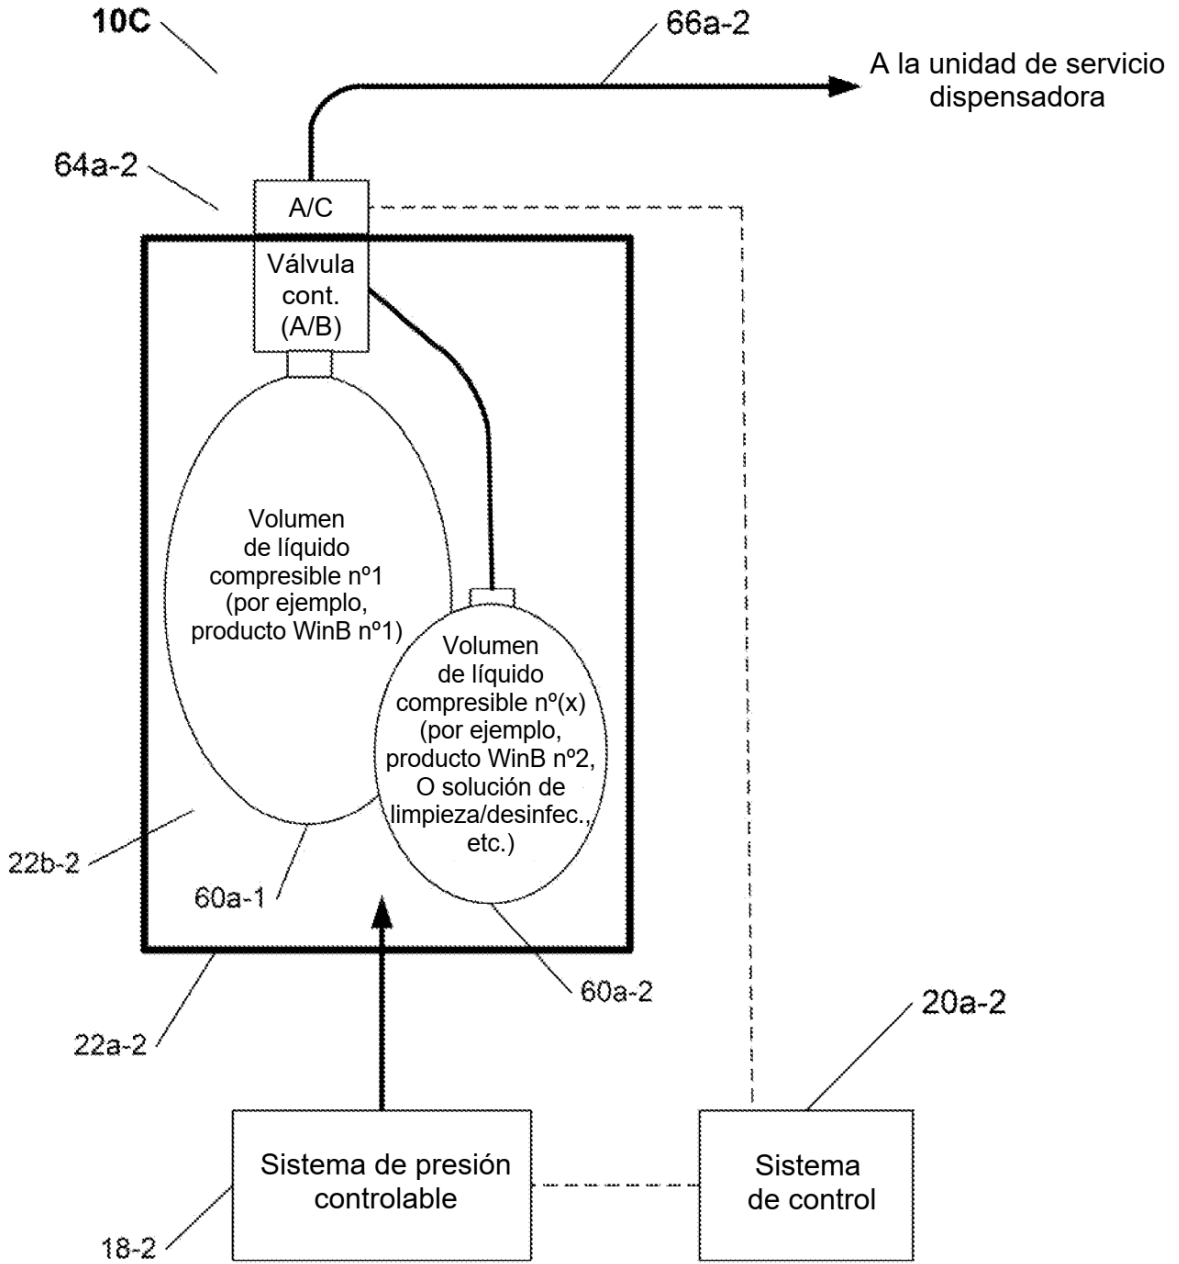 10C
66a-2
A la unidad de servicio
dispensadora
64a-2
A/C
Válvula
cont.
(A/B)
Volumen
de líquido
compresible nº1
(por ejemplo,
producto WinB nº1)
Volumen
de líquido
compresible nº(x)
(por ejemplo,
producto WinB nº2,
O solución de
limpieza/desinfec.,
etc.)
22b-2
60a-1
60a-2
22a-2
20a-2
Sistema de presión
controlable
Sistema
de control
18-2